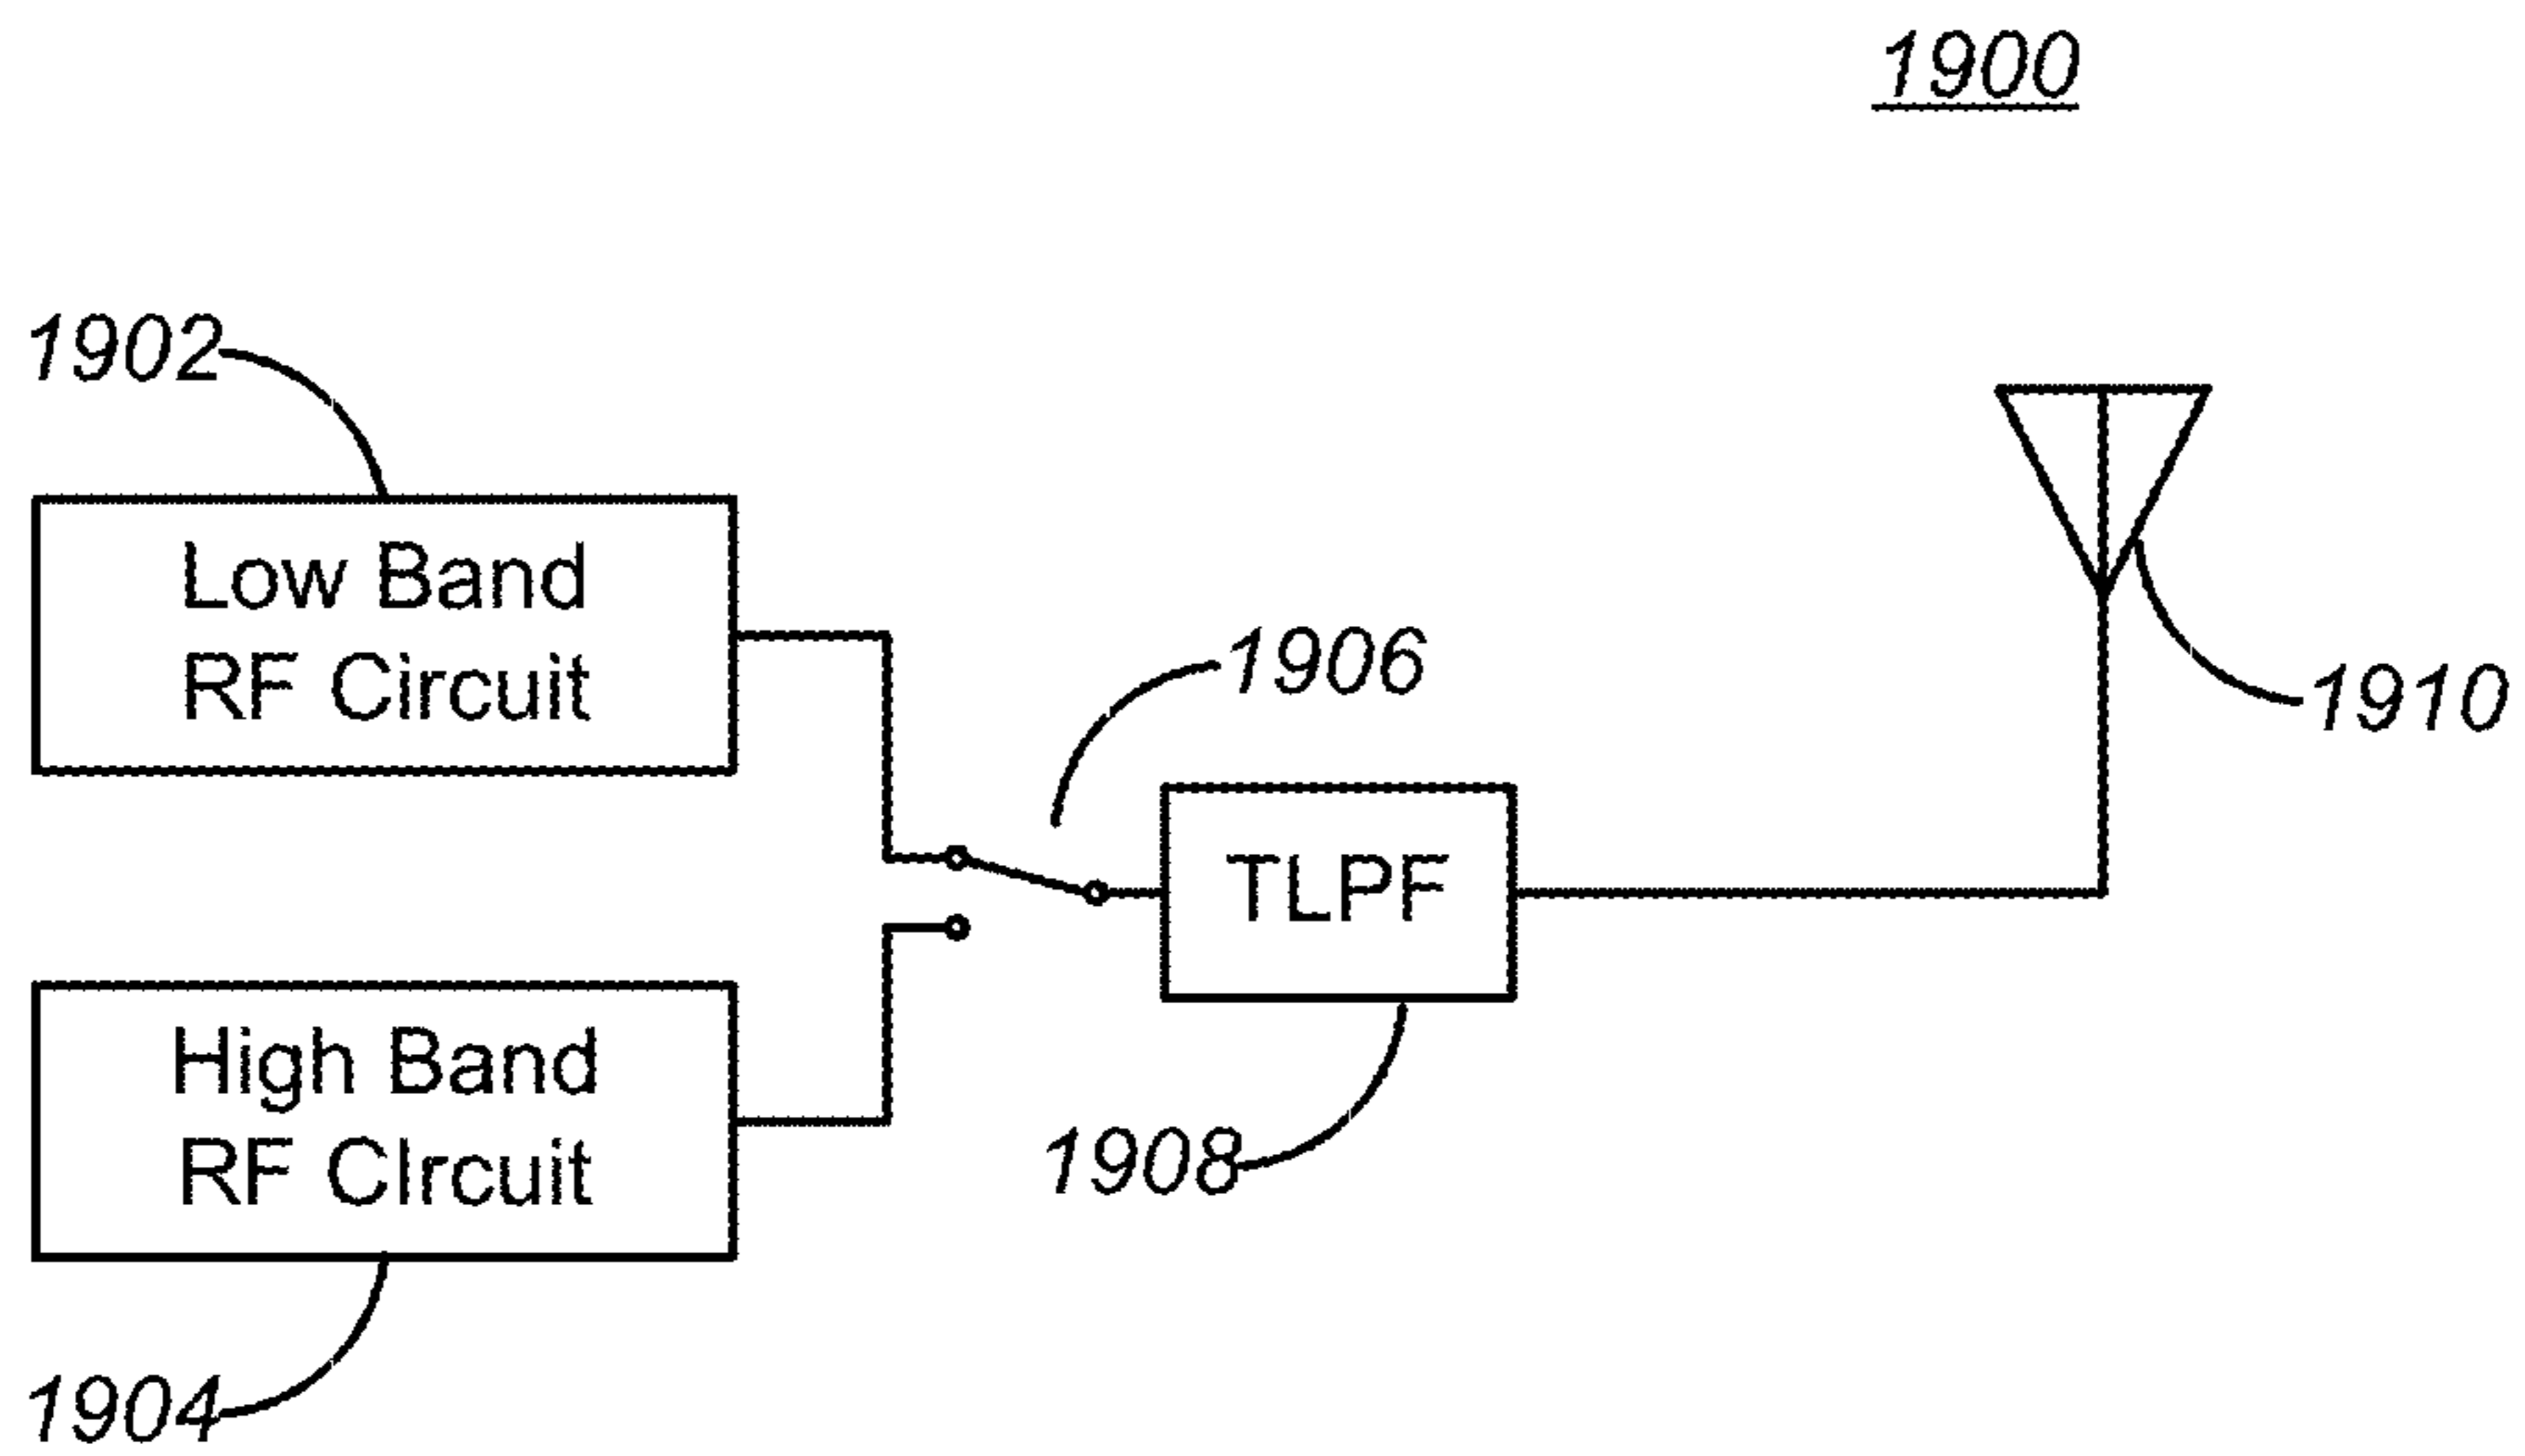 1900
1902
Low Band
RF Circuit
1906
1910
TLPF
High Band
RF CIrcuit
1908
1904